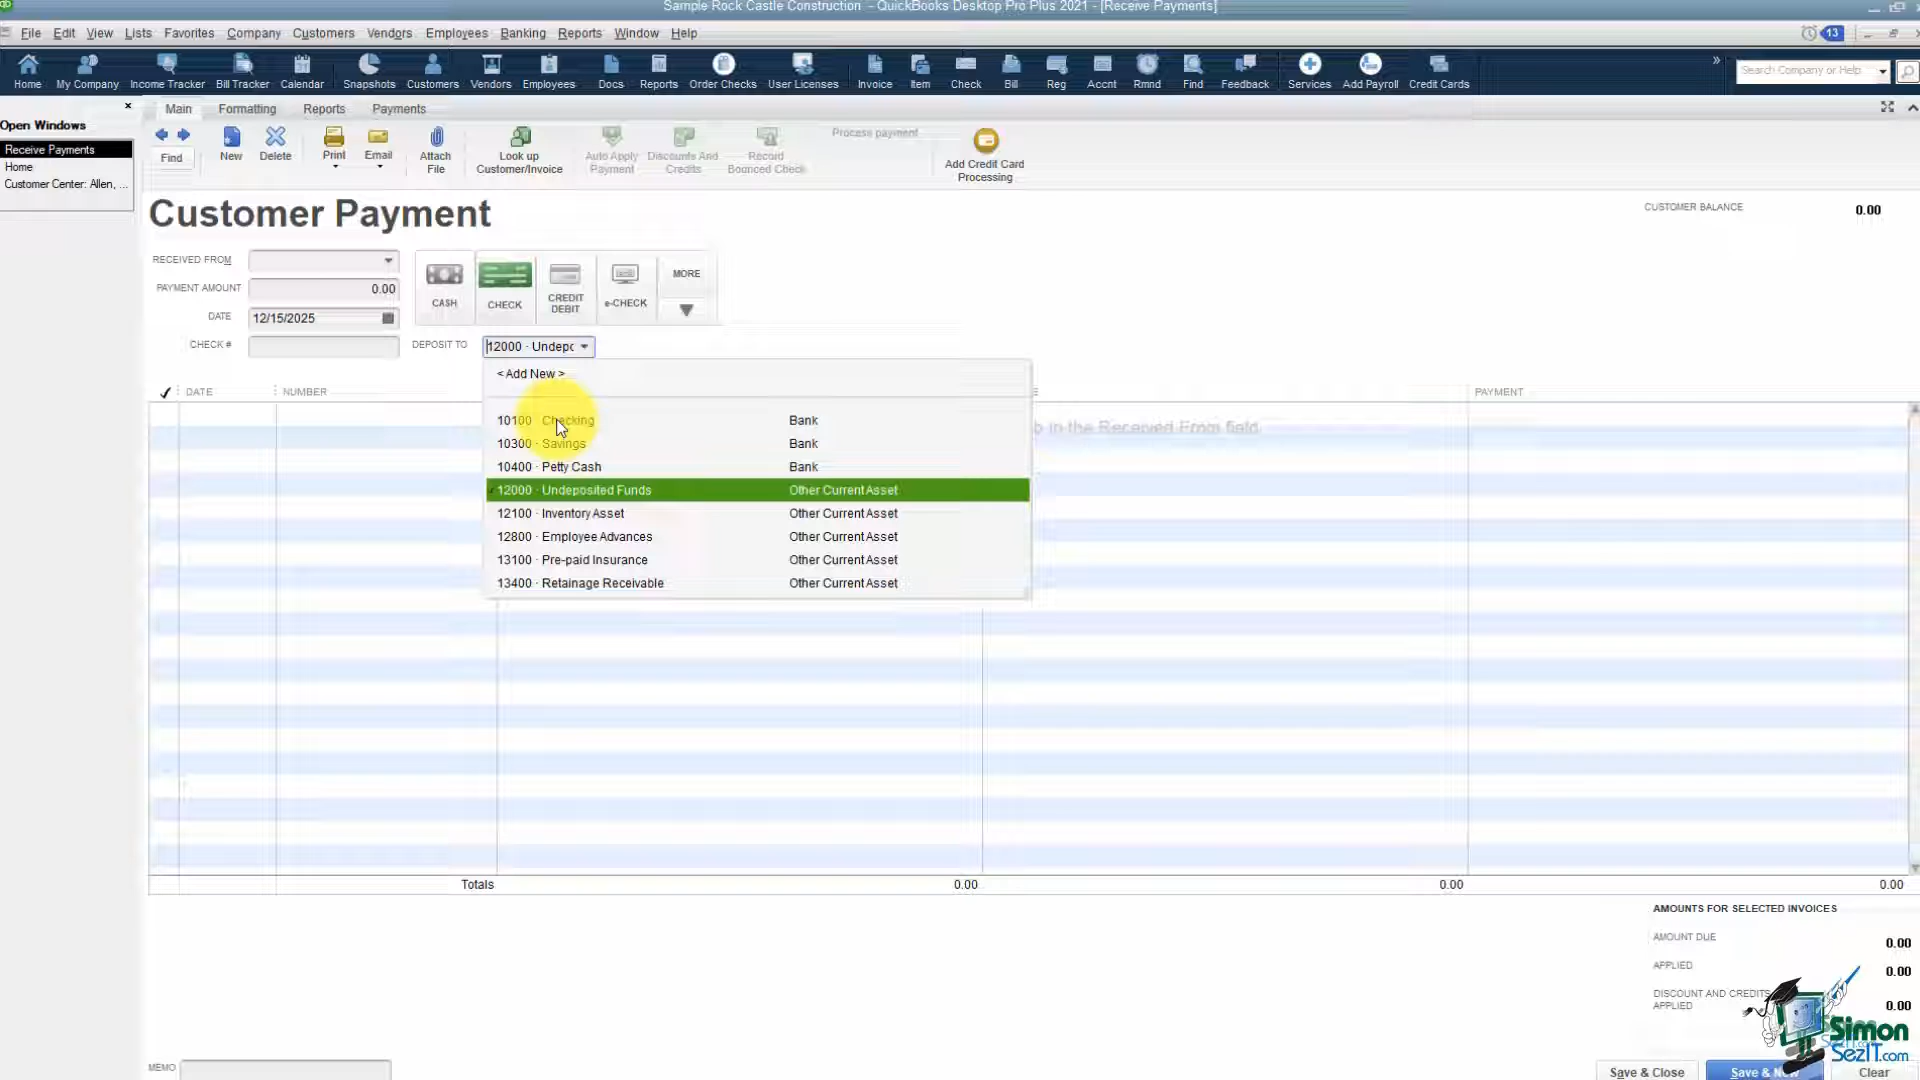 Sample Rock Castle Construction - QuickBooks Desktop Pro Plus 2021 - [Receive Payments]
File Edit View Lists Favorites Company Customers Vendors Employees Banking Reports Window Help
13
Home My Company Income Tracker Bill Tracker Calendar Snapshots Customers Vendors Employees Docs Reports Order Checks User Licenses Invoice Item Check Bill Reg Accnt Rmnd Find Feedback Services Add Payroll Credit Cards
Search Company or Help
Main Formatting Reports Payments
Open Windows
Receive Payments
Home
Customer Center: Allen, ...
Find New Delete Print Email Attach File Look up Customer/Invoice Auto Apply Payment Discounts And Credits Record Bounced Check Process payment Add Credit Card Processing
Customer Payment
CUSTOMER BALANCE 0.00
RECEIVED FROM
PAYMENT AMOUNT 0.00
DATE 12/15/2025
CHECK #
CASH CHECK CREDIT DEBIT e-CHECK MORE
DEPOSIT TO 12000 · Undepc
< Add New >
10100 · Checking Bank
10300 · Savings Bank
10400 · Petty Cash Bank
12000 · Undeposited Funds Other Current Asset
12100 · Inventory Asset Other Current Asset
12800 · Employee Advances Other Current Asset
13100 · Pre-paid Insurance Other Current Asset
13400 · Retainage Receivable Other Current Asset
DATE NUMBER PAYMENT
b in the Received From field.
Totals 0.00 0.00 0.00
AMOUNTS FOR SELECTED INVOICES
AMOUNT DUE 0.00
APPLIED 0.00
DISCOUNT AND CREDITS APPLIED 0.00
MEMO
Save & Close Save & New Clear
Simon
SezIT.com